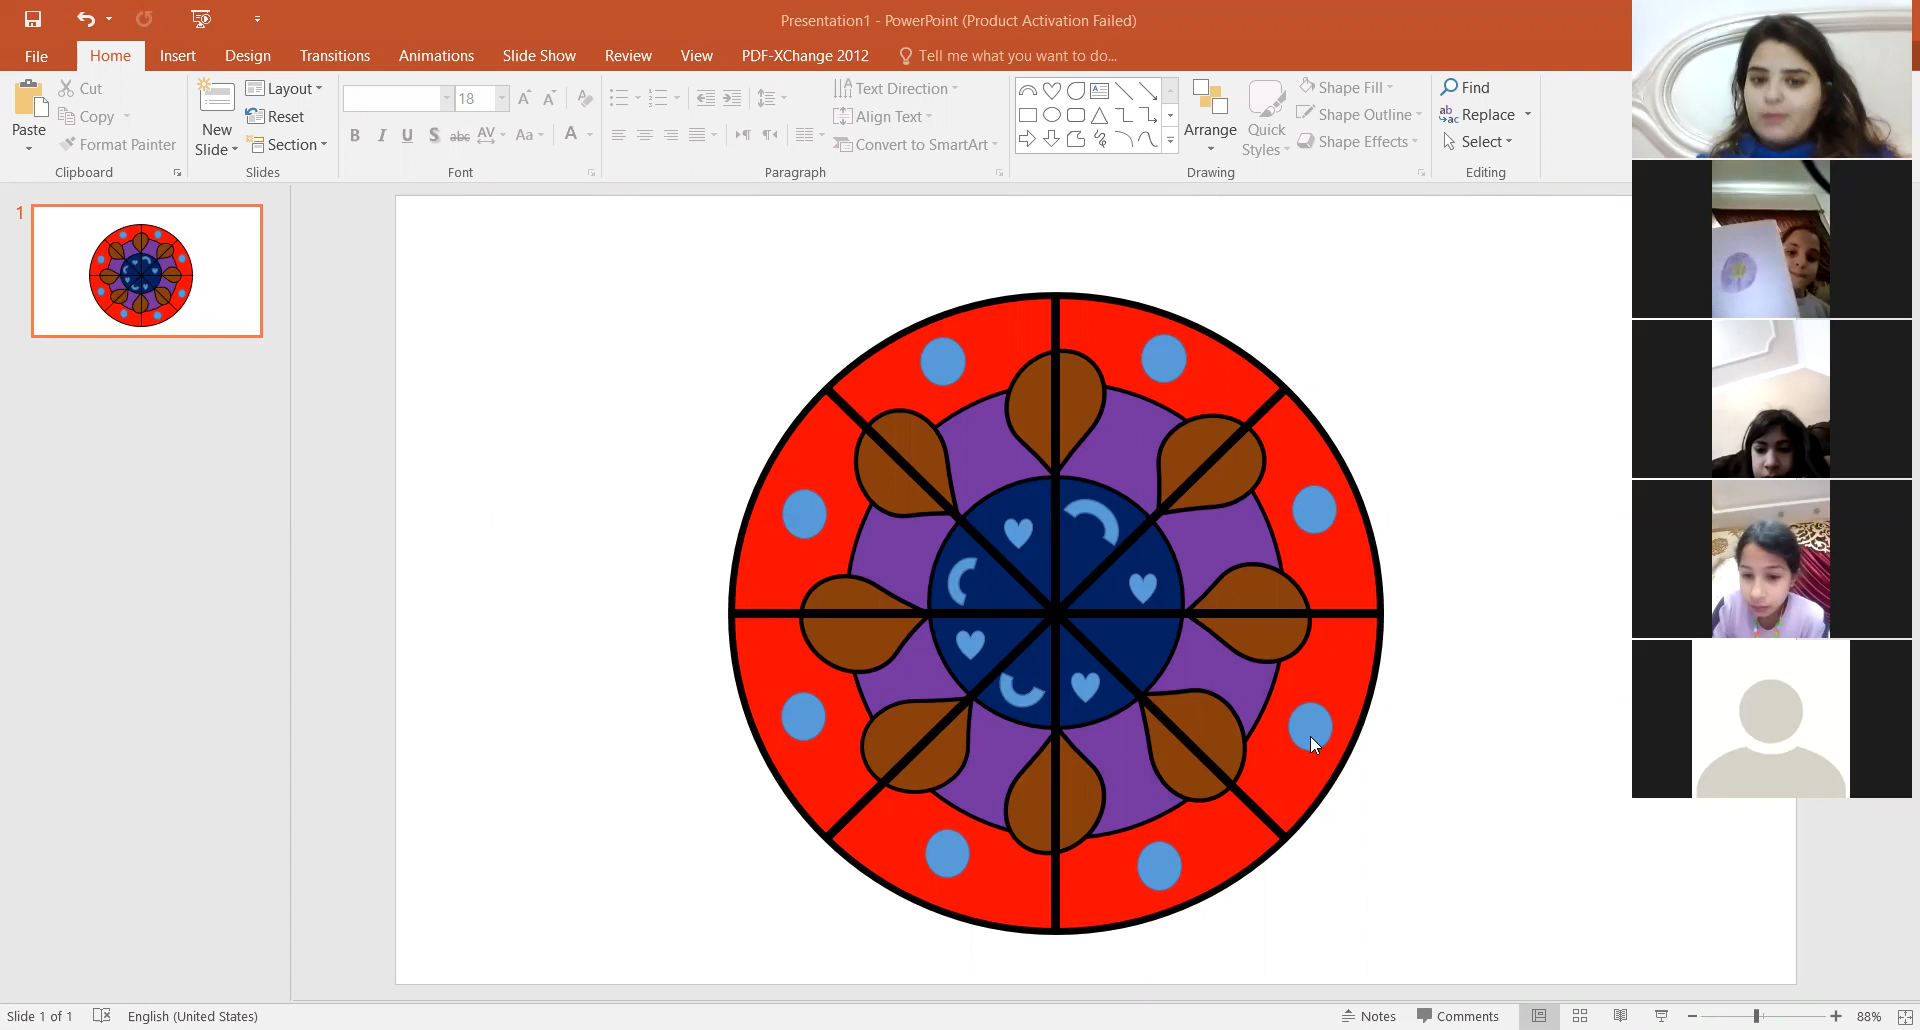 Presentation1 - PowerPoint (Product Activation Failed)
File Home Insert Design Transitions Animations Slide Show Review View PDF-XChange 2012 Tell me what you want to do...
Paste
Cut
Copy
Format Painter
Clipboard
New Slide
Layout
Reset
Section
Slides
18
B I U S abc AV Aa A
Font
Text Direction
Align Text
Convert to SmartArt
Paragraph
Arrange
Quick Styles
Shape Fill
Shape Outline
Shape Effects
Drawing
Find
Replace
Select
Editing
1
Slide 1 of 1 English (United States) Notes Comments 88%